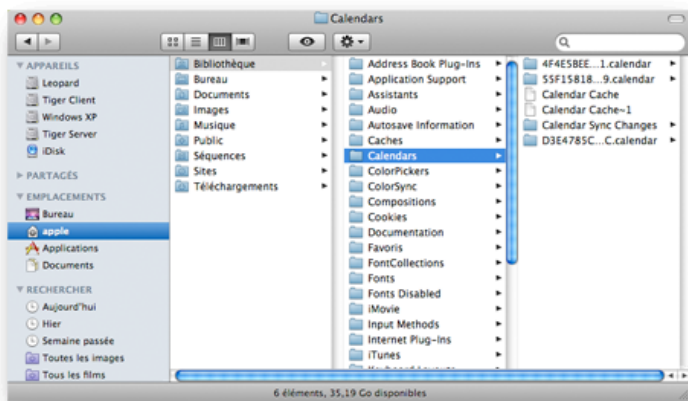 Calendars
APPAREILS
Leopard
Tiger Client
Windows XP
Tiger Server
iDisk
PARTAGÉS
EMPLACEMENTS
Bureau
apple
Applications
Documents
RECHERCHER
Aujourd'hui
Hier
Semaine passée
Toutes les images
Tous les films
Bibliothèque
Bureau
Documents
Images
Musique
Public
Séquences
Sites
Téléchargements
Address Book Plug-Ins
Application Support
Assistants
Audio
Autosave Information
Caches
Calendars
ColorPickers
ColorSync
Compositions
Cookies
Documentation
Favoris
FontCollections
Fonts
Fonts Disabled
iMovie
Input Methods
Internet Plug-Ins
iTunes
4F4E5BEE...1.calendar
55F15818...9.calendar
Calendar Cache
Calendar Cache~1
Calendar Sync Changes
D3E4785C...C.calendar
6 éléments, 35,19 Go disponibles